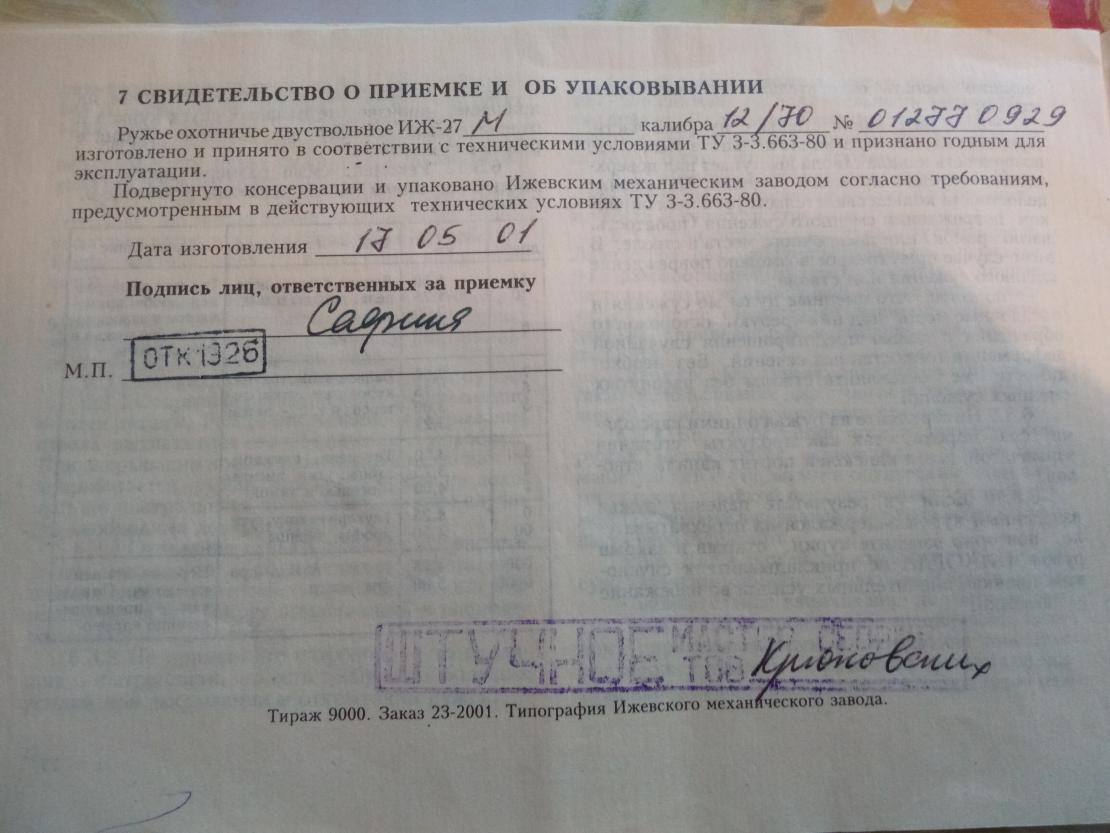 7 СВИДЕТЕЛЬСТВО О ПРИЕМКЕ И ОБ УПАКОВЫВАНИИ
Ружье охотничье двуствольное ИЖ-27 М калибра 12/70 № 012770929
изготовлено и принято в соответствии с техническими условиями ТУ 3-3.663-80 и признано годным для
эксплуатации.
Подвергнуто консервации и упаковано Ижевским механическим заводом согласно требованиям,
предусмотренным в действующих технических условиях ТУ 3-3.663-80.
Дата изготовления 17 05 01
Подпись лиц, ответственных за приемку
М.П. ОТК 1326
ШТУЧНОЕ МАСТЕР
Крюковских
Тираж 9000. Заказ 23-2001. Типография Ижевского механического завода.